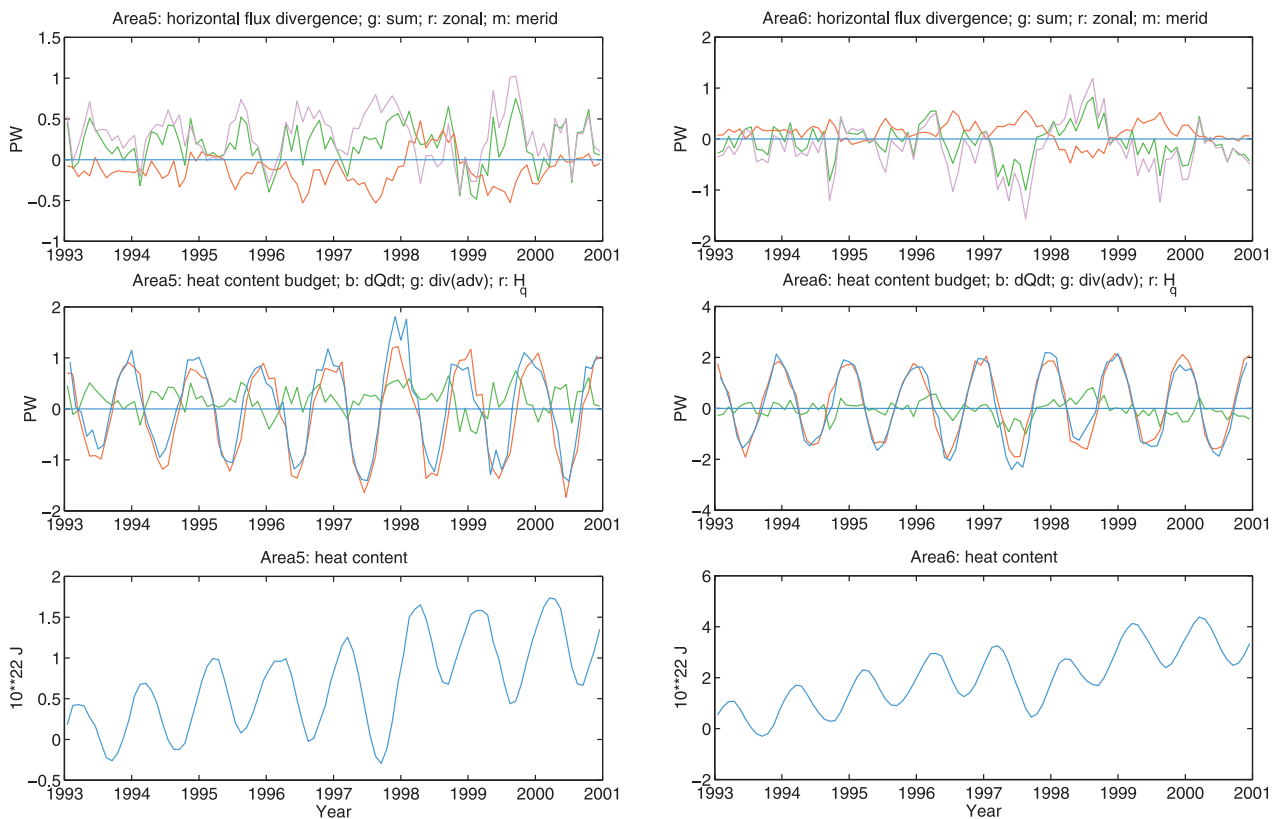 Area5: horizontal flux divergence; g: sum; r: zonal; m: merid
1.5
1
0.5
0
−0.5
−1
PW
1993 1994 1995 1996 1997 1998 1999 2000 2001
Area5: heat content budget; b: dQdt; g: div(adv); r: H_q
2
1
0
−1
−2
PW
1993 1994 1995 1996 1997 1998 1999 2000 2001
Area5: heat content
2
1.5
1
0.5
0
−0.5
10**22 J
1993 1994 1995 1996 1997 1998 1999 2000 2001
Year
Area6: horizontal flux divergence; g: sum; r: zonal; m: merid
2
1
0
−1
−2
PW
1993 1994 1995 1996 1997 1998 1999 2000 2001
Area6: heat content budget; b: dQdt; g: div(adv); r: H_q
4
2
0
−2
−4
PW
1993 1994 1995 1996 1997 1998 1999 2000 2001
Area6: heat content
6
4
2
0
−2
10**22 J
1993 1994 1995 1996 1997 1998 1999 2000 2001
Year